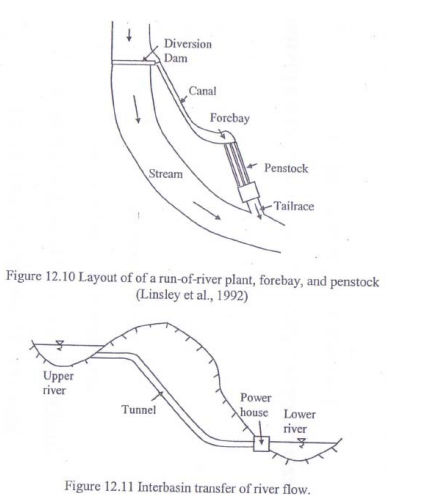 Diversion
Dam
Canal
Forebay
Penstock
Stream
Tailrace
Figure 12.10 Layout of of a run-of-river plant, forebay, and penstock
(Linsley et al., 1992)
Upper
river
Tunnel
Power
house
Lower
river
Figure 12.11 Interbasin transfer of river flow.